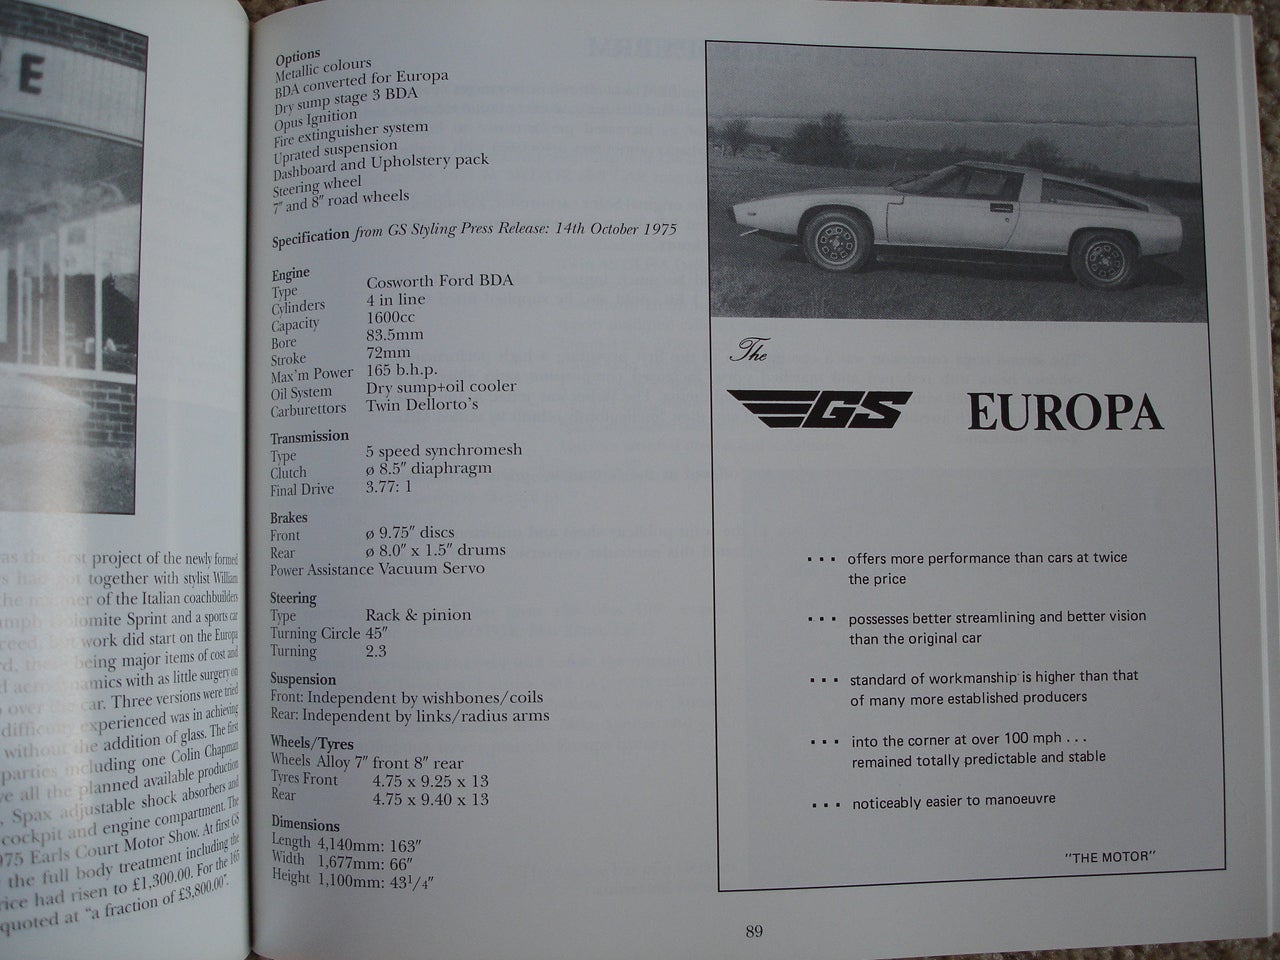 E
as the first project of the newly formed
together with stylist William
of the Italian coachbuilders
Dolomite Sprint and a sports car
work did start on the Europa
being major items of cost and
with as little surgery on
over the car. Three versions were tried
experienced was in achieving
without the addition of glass. The first
parties including one Colin Chapman
all the planned available production
Spax adjustable shock absorbers and
cockpit and engine compartment. The
Earls Court Motor Show. At first GS
the full body treatment including the
had risen to £1,300.00. For the 165
quoted at "a fraction of £3,800.00".
Options
Metallic colours
BDA converted for Europa
Dry sump stage 3 BDA
Opus Ignition
Fire extinguisher system
Uprated suspension
Dashboard and Upholstery pack
Steering wheel
7" and 8" road wheels
Specification from GS Styling Press Release: 14th October 1975
Engine
Type Cosworth Ford BDA
Cylinders 4 in line
Capacity 1600cc
Bore 83.5mm
Stroke 72mm
Max'm Power 165 b.h.p.
Oil System Dry sump+oil cooler
Carburettors Twin Dellorto's
Transmission
Type 5 speed synchromesh
Clutch ø 8.5" diaphragm
Final Drive 3.77: 1
Brakes
Front ø 9.75" discs
Rear ø 8.0" x 1.5" drums
Power Assistance Vacuum Servo
Steering
Type Rack & pinion
Turning Circle 45"
Turning 2.3
Suspension
Front: Independent by wishbones/coils
Rear: Independent by links/radius arms
Wheels/Tyres
Wheels Alloy 7" front 8" rear
Tyres Front 4.75 x 9.25 x 13
Rear 4.75 x 9.40 x 13
Dimensions
Length 4,140mm: 163"
Width 1,677mm: 66"
Height 1,100mm: 43¼"
The
GS EUROPA
... offers more performance than cars at twice
the price
... possesses better streamlining and better vision
than the original car
... standard of workmanship is higher than that
of many more established producers
... into the corner at over 100 mph . . .
remained totally predictable and stable
... noticeably easier to manoeuvre
"THE MOTOR"
89